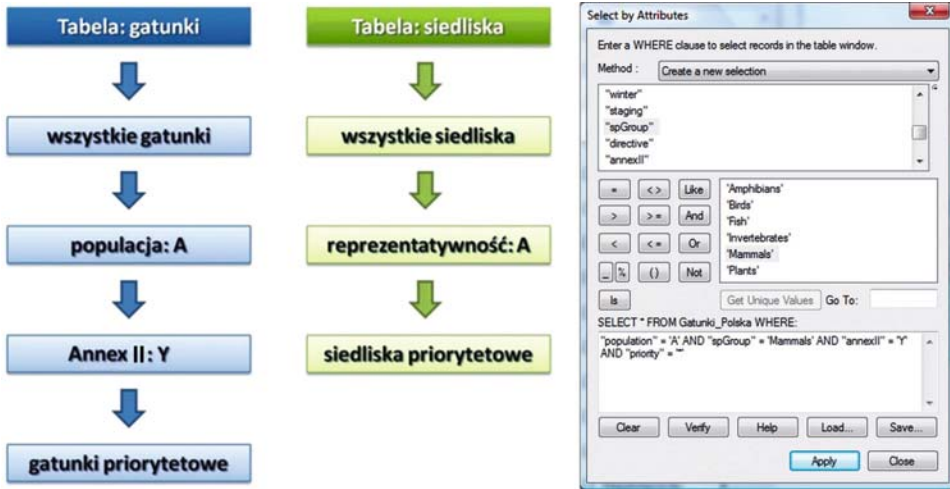 Tabela: gatunki
wszystkie gatunki
populacja: A
Annex II: Y
gatunki priorytetowe
Tabela: siedliska
wszystkie siedliska
reprezentatywność: A
siedliska priorytetowe
Select by Attributes
Enter a WHERE clause to select records in the table window.
Method : Create a new selection
"winter"
"staging"
"spGroup"
"directive"
"annexII"
= < > Like
> > = And
< < = Or
_ % ( ) Not
Is
'Amphibians'
'Birds'
'Fish'
'Invertebrates'
'Mammals'
'Plants'
Get Unique Values Go To:
SELECT * FROM Gatunki_Polska WHERE:
"population" = 'A' AND "spGroup" = 'Mammals' AND "annexII" = 'Y'
AND "priority" = '*'
Clear Verify Help Load... Save...
Apply Close